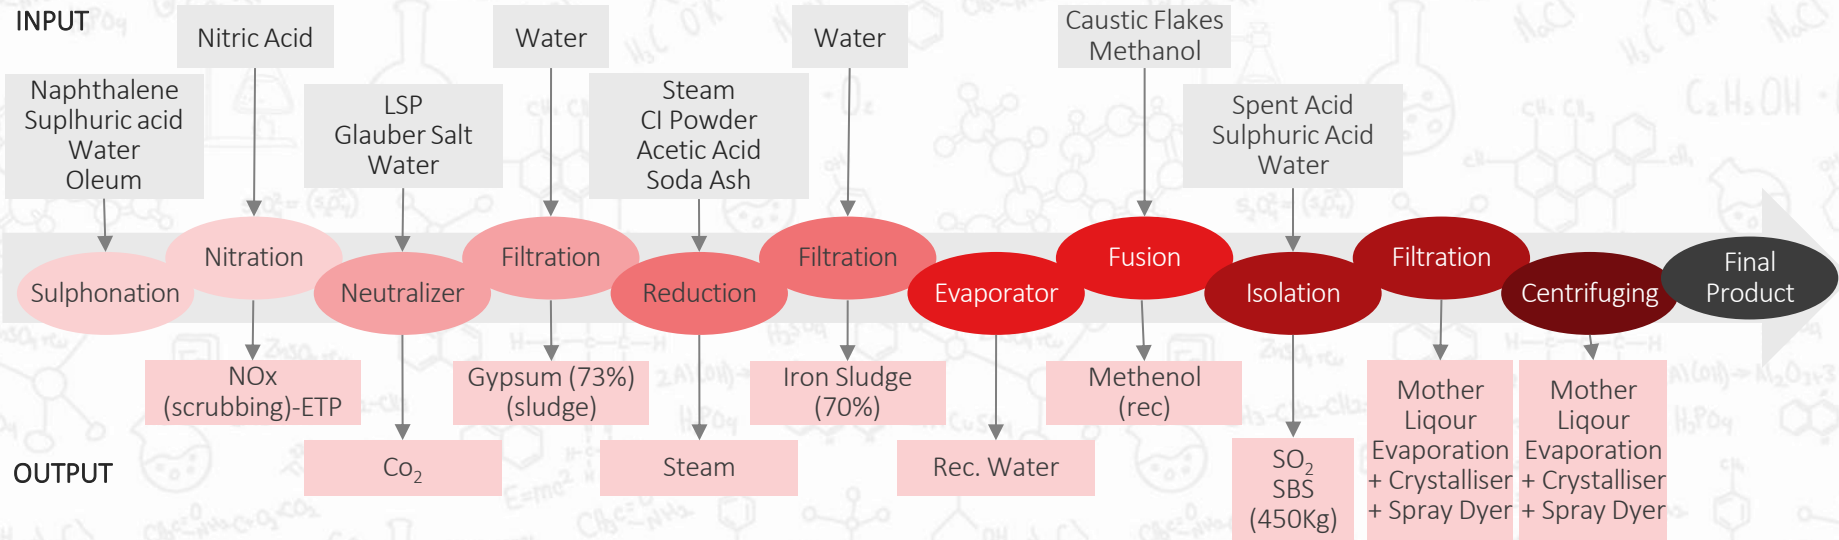 INPUT
Nitric Acid
Water
Water
Caustic Flakes
Methanol
Naphthalene
Suplhuric acid
Water
Oleum
LSP
Glauber Salt
Water
Steam
CI Powder
Acetic Acid
Soda Ash
Spent Acid
Sulphuric Acid
Water
Sulphonation
Nitration
Neutralizer
Filtration
Reduction
Filtration
Evaporator
Fusion
Isolation
Filtration
Centrifuging
Final
Product
OUTPUT
NOx
(scrubbing)-ETP
Co₂
Gypsum (73%)
(sludge)
Steam
Iron Sludge
(70%)
Rec. Water
Methenol
(rec)
SO₂
SBS
(450Kg)
Mother
Liqour
Evaporation
+ Crystalliser
+ Spray Dyer
Mother
Liqour
Evaporation
+ Crystalliser
+ Spray Dyer